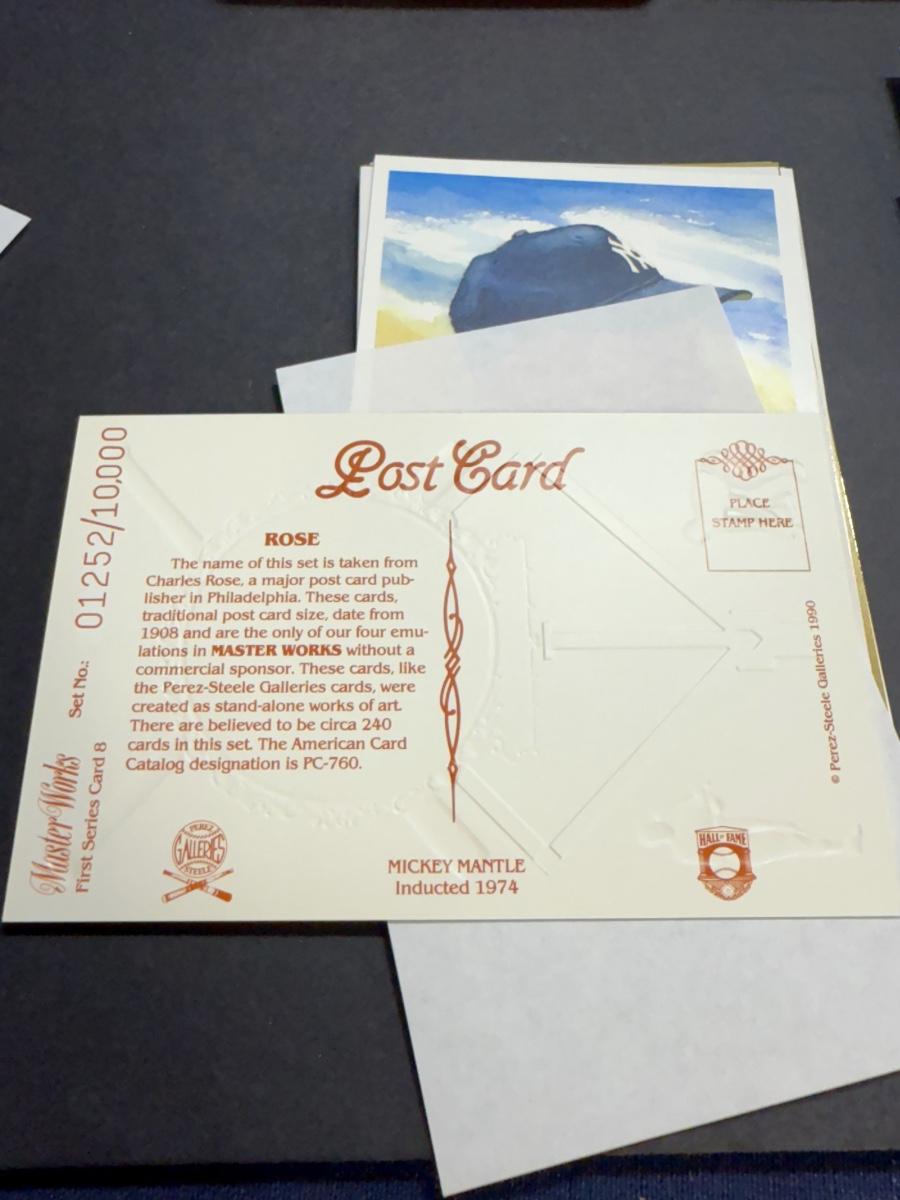 Post Card
PLACE
STAMP HERE
ROSE
The name of this set is taken from
Charles Rose, a major post card pub-
lisher in Philadelphia. These cards,
traditional post card size, date from
1908 and are the only of our four emu-
lations in MASTER WORKS without a
commercial sponsor. These cards, like
the Perez-Steele Galleries cards, were
created as stand-alone works of art.
There are believed to be circa 240
cards in this set. The American Card
Catalog designation is PC-760.
MICKEY MANTLE
Inducted 1974
PEREZ
GALLERIES
STEELE
HALL OF FAME
Master Works
First Series Card 8 Set No.: 01252/10,000
© Perez-Steele Galleries 1990
NY